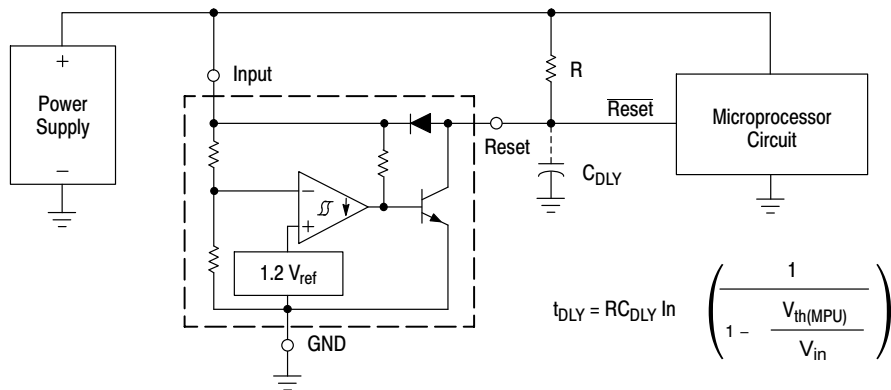 +
Power
Supply
−
Input
R
Reset
Reset
Microprocessor
Circuit
C_DLY
−
+
1.2 V_ref
GND
t_DLY = RC_DLY In ( 1 / ( 1 − V_th(MPU) / V_in ) )